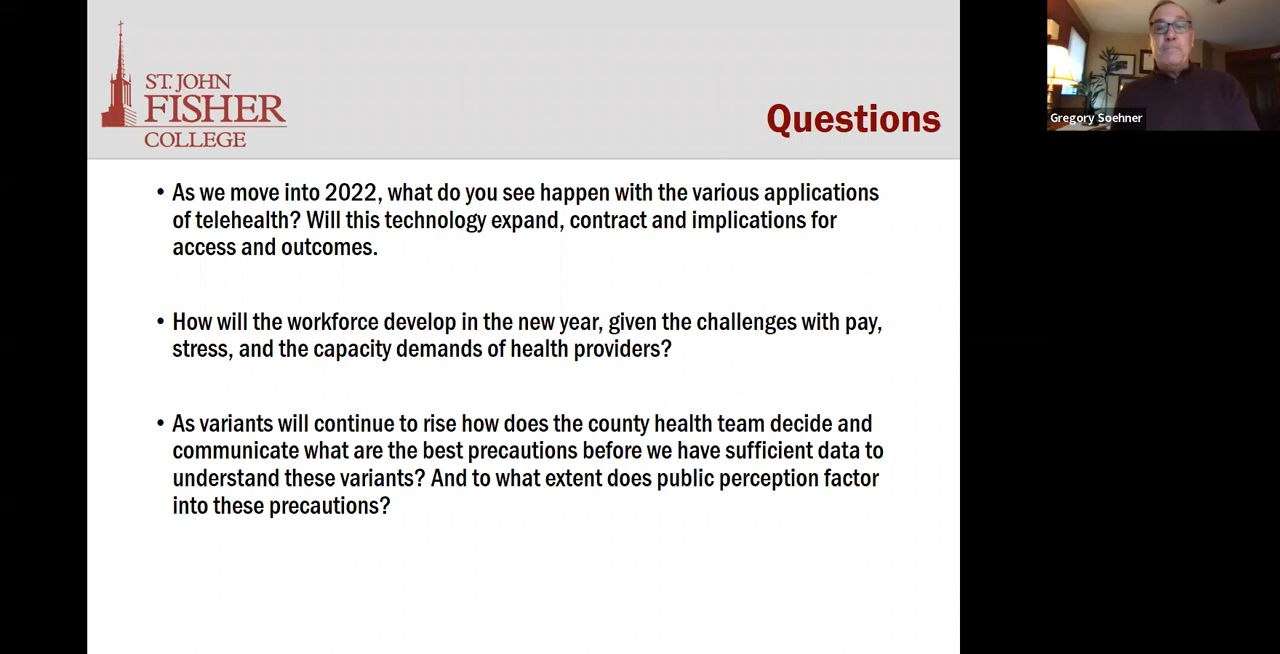 ST. JOHN
FISHER
COLLEGE
Questions
Gregory Soehner
• As we move into 2022, what do you see happen with the various applications
of telehealth? Will this technology expand, contract and implications for
access and outcomes.
• How will the workforce develop in the new year, given the challenges with pay,
stress, and the capacity demands of health providers?
• As variants will continue to rise how does the county health team decide and
communicate what are the best precautions before we have sufficient data to
understand these variants? And to what extent does public perception factor
into these precautions?